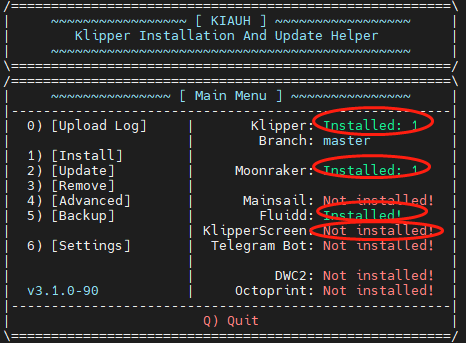 /=======================================================\
|     ~~~~~~~~~~~~~~~~~ [ KIAUH ] ~~~~~~~~~~~~~~~~~     |
|        Klipper Installation And Update Helper         |
|     ~~~~~~~~~~~~~~~~~~~~~~~~~~~~~~~~~~~~~~~~~~~~~     |
\=======================================================/
/=======================================================\
|     ~~~~~~~~~~~~~~~ [ Main Menu ] ~~~~~~~~~~~~~~~     |
|-------------------------------------------------------|
|  0) [Upload Log]     |       Klipper: Installed: 1    |
|                      |        Branch: master          |
|  1) [Install]        |                                |
|  2) [Update]         |     Moonraker: Installed: 1    |
|  3) [Remove]         |                                |
|  4) [Advanced]       |      Mainsail: Not installed!  |
|  5) [Backup]         |        Fluidd: Installed!      |
|                      | KlipperScreen: Not installed!  |
|  6) [Settings]       |  Telegram Bot: Not installed!  |
|                      |                                |
|                      |          DWC2: Not installed!  |
|  v3.1.0-90           |     Octoprint: Not installed!  |
|-------------------------------------------------------|
|                        Q) Quit                        |
\=======================================================/